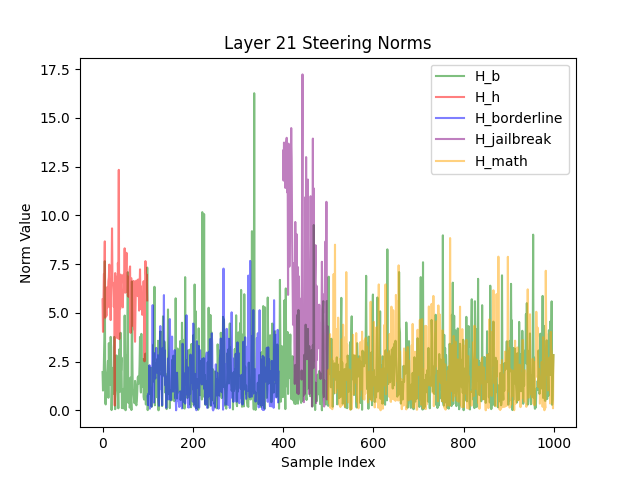 Layer 21 Steering Norms
17.5
15.0
12.5
10.0
7.5
5.0
2.5
0.0
Norm Value
0 200 400 600 800 1000
Sample Index
H_b
H_h
H_borderline
H_jailbreak
H_math